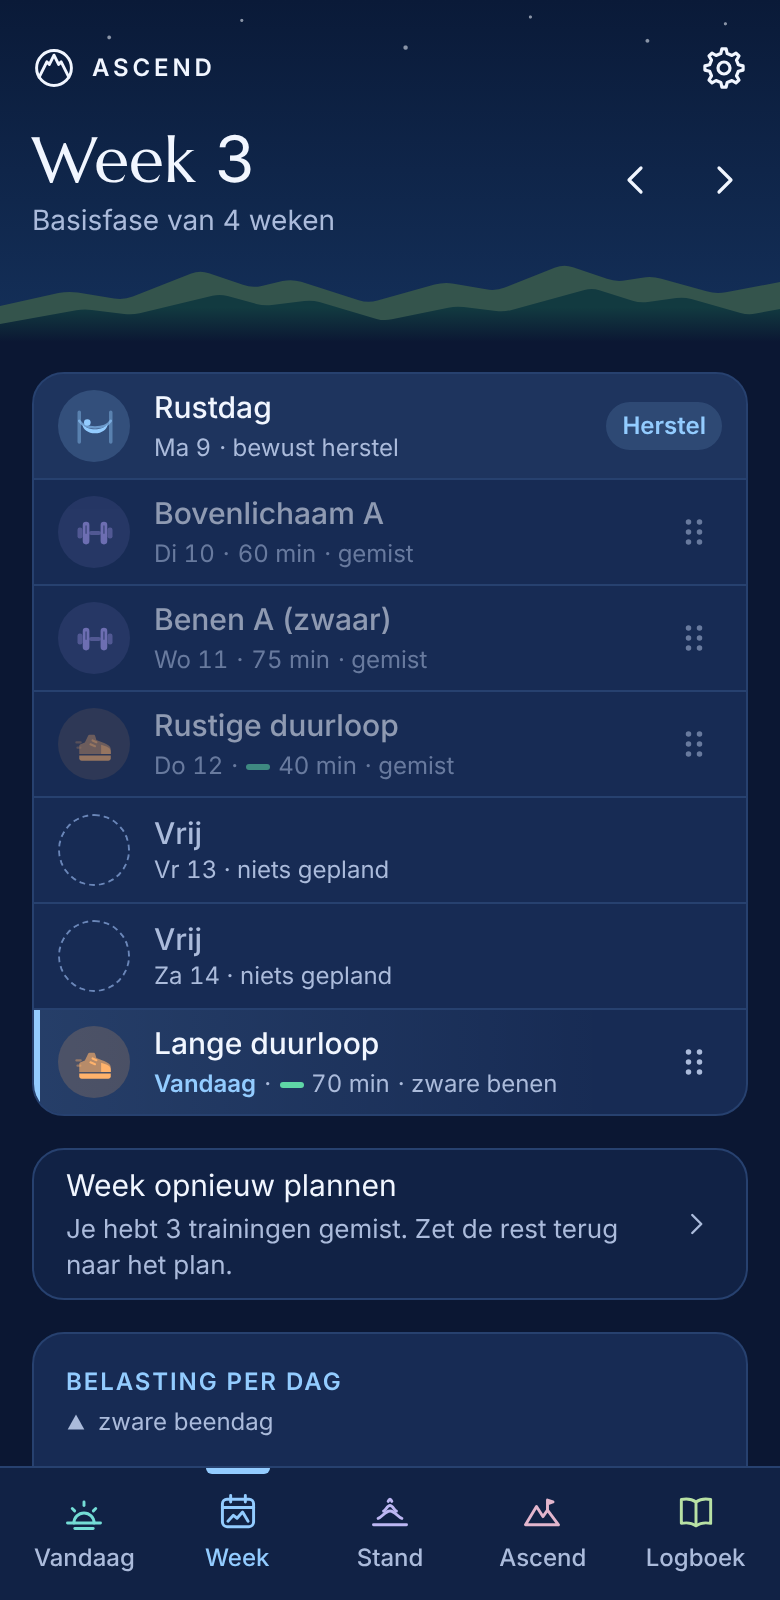 ASCEND
Week 3
Basisfase van 4 weken
Rustdag
Ma 9 · bewust herstel
Herstel
Bovenlichaam A
Di 10 · 60 min · gemist
Benen A (zwaar)
Wo 11 · 75 min · gemist
Rustige duurloop
Do 12 · 40 min · gemist
Vrij
Vr 13 · niets gepland
Vrij
Za 14 · niets gepland
Lange duurloop
Vandaag · 70 min · zware benen
Week opnieuw plannen
Je hebt 3 trainingen gemist. Zet de rest terug
naar het plan.
BELASTING PER DAG
▲ zware beendag
Vandaag
Week
Stand
Ascend
Logboek